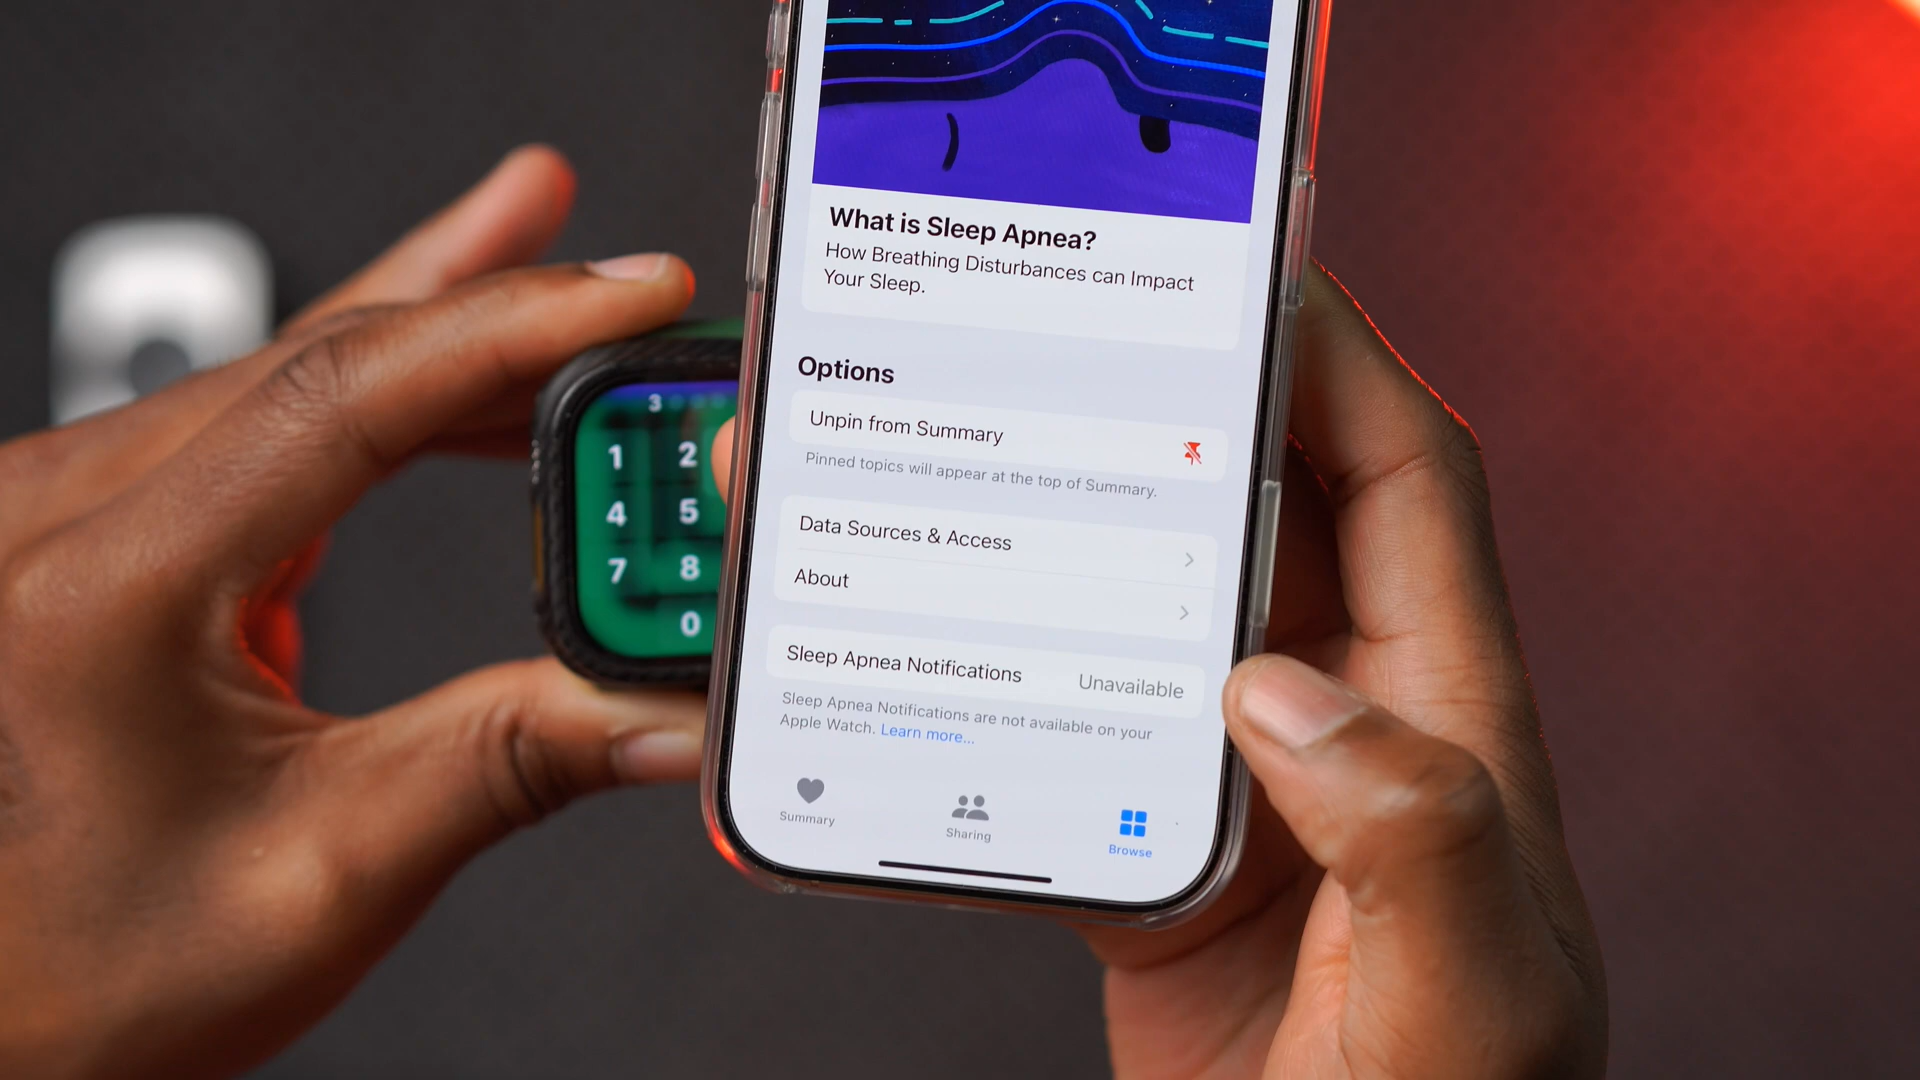 What is Sleep Apnea?
How Breathing Disturbances can Impact
Your Sleep.
Options
Unpin from Summary
Pinned topics will appear at the top of Summary.
Data Sources & Access
About
Sleep Apnea Notifications Unavailable
Sleep Apnea Notifications are not available on your
Apple Watch. Learn more...
Summary Sharing Browse
3
1 2
4 5
7 8
0